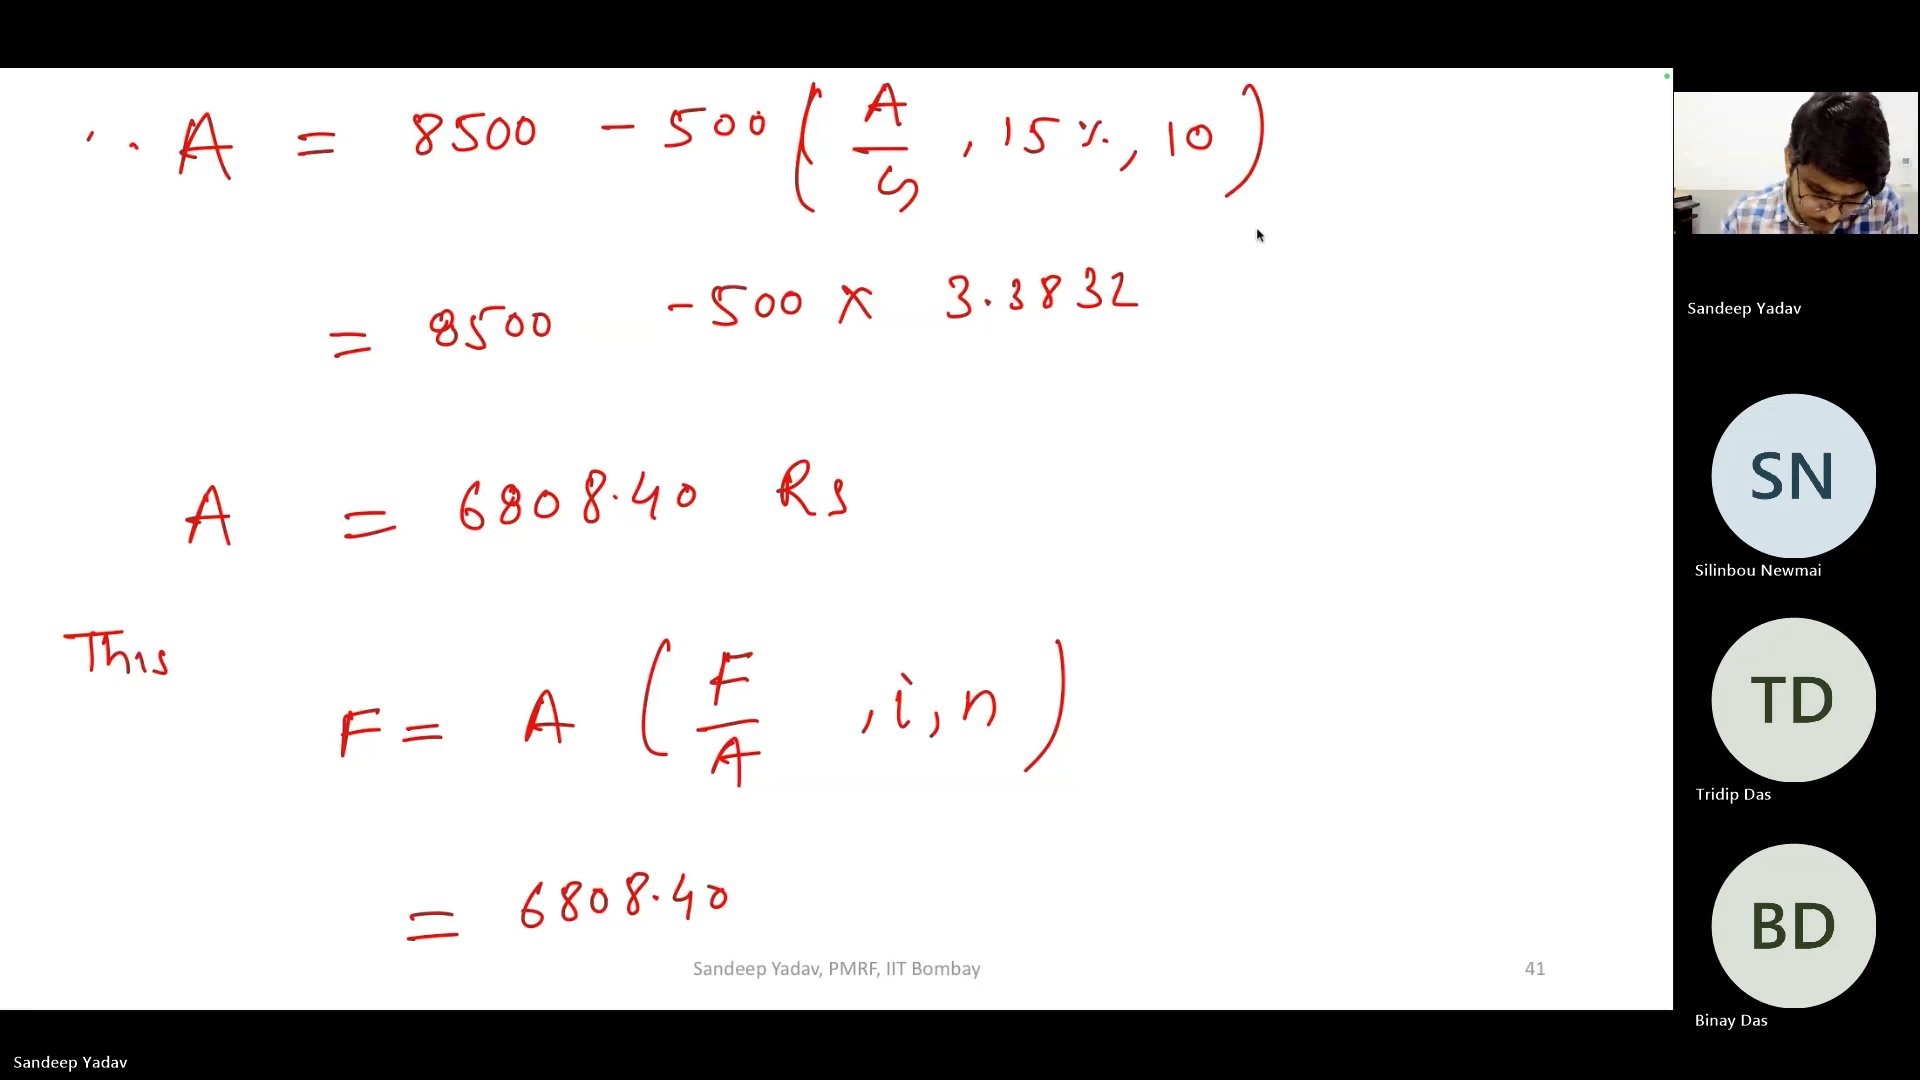 ∴ A = 8500 - 500 ( A/G , 15%, 10 )
= 8500 - 500 × 3.3832
A = 6808.40 Rs
This
F = A ( F/A , i, n )
= 6808.40
Sandeep Yadav, PMRF, IIT Bombay
41
Sandeep Yadav
SN
Silinbou Newmai
TD
Tridip Das
BD
Binay Das
Sandeep Yadav